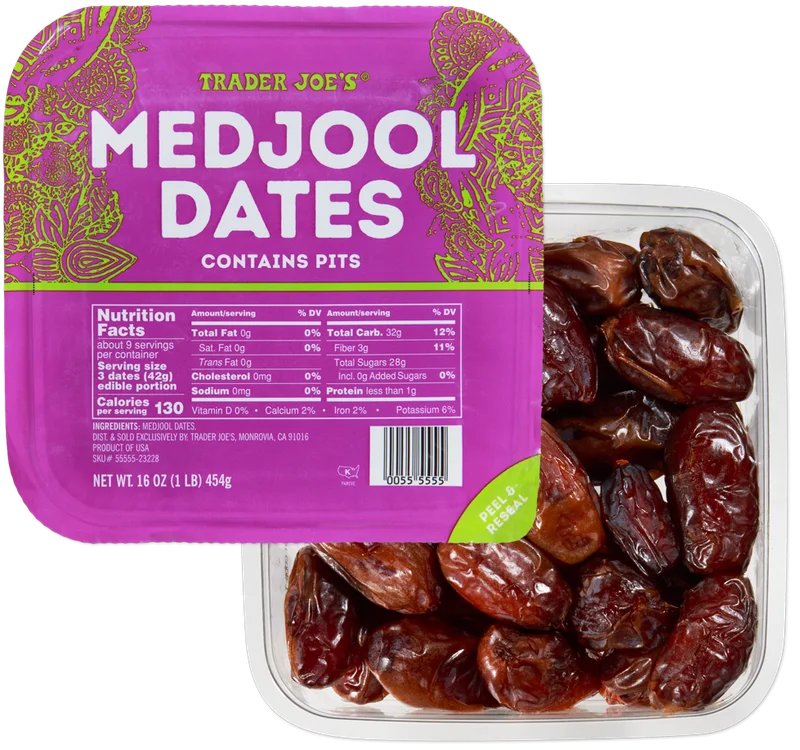 TRADER JOE'S®
MEDJOOL
DATES
CONTAINS PITS
Nutrition
Facts
about 9 servings
per container
Serving size
3 dates (42g)
edible portion
Calories
per serving 130
Amount/serving % DV
Total Fat 0g 0%
Sat. Fat 0g 0%
Trans Fat 0g
Cholesterol 0mg 0%
Sodium 0mg 0%
Amount/serving % DV
Total Carb. 32g 12%
Fiber 3g 11%
Total Sugars 28g
Incl. 0g Added Sugars 0%
Protein less than 1g
Vitamin D 0% • Calcium 2% • Iron 2% • Potassium 6%
INGREDIENTS: MEDJOOL DATES.
DIST. & SOLD EXCLUSIVELY BY: TRADER JOE'S, MONROVIA, CA 91016
PRODUCT OF USA
SKU# 55555-23228
NET WT. 16 OZ (1 LB) 454g
K
PAREVE
0055 5555
PEEL &
RESEAL